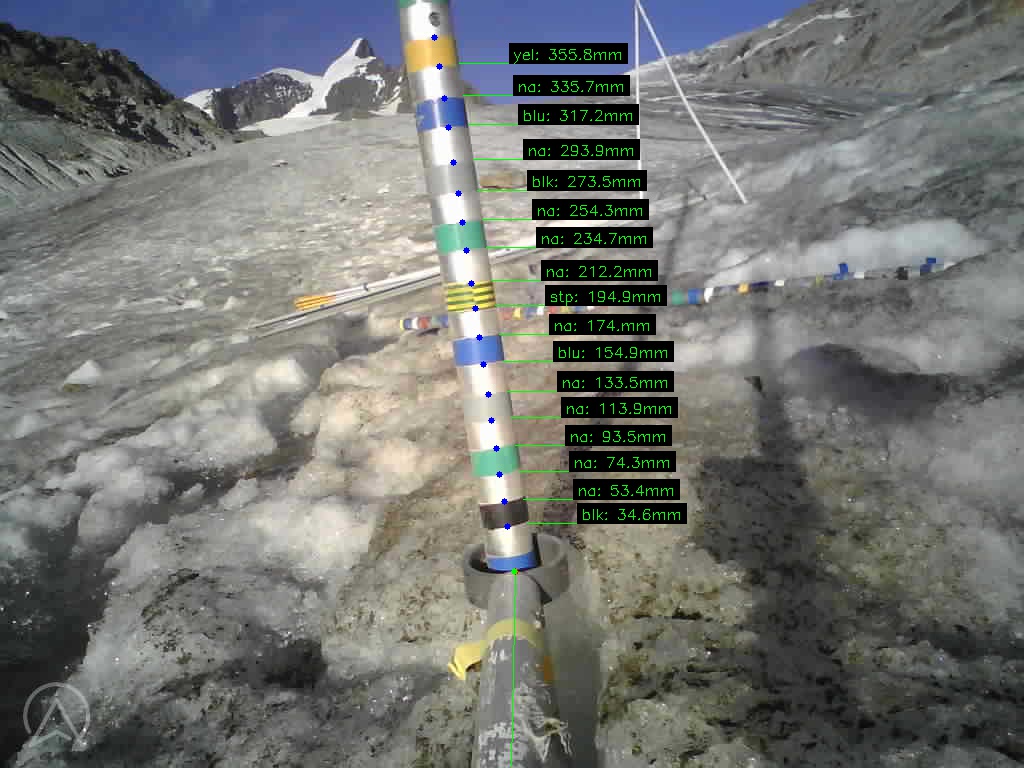 yel: 355.8mm
na: 335.7mm
blu: 317.2mm
na: 293.9mm
blk: 273.5mm
na: 254.3mm
na: 234.7mm
na: 212.2mm
stp: 194.9mm
na: 174.mm
blu: 154.9mm
na: 133.5mm
na: 113.9mm
na: 93.5mm
na: 74.3mm
na: 53.4mm
blk: 34.6mm